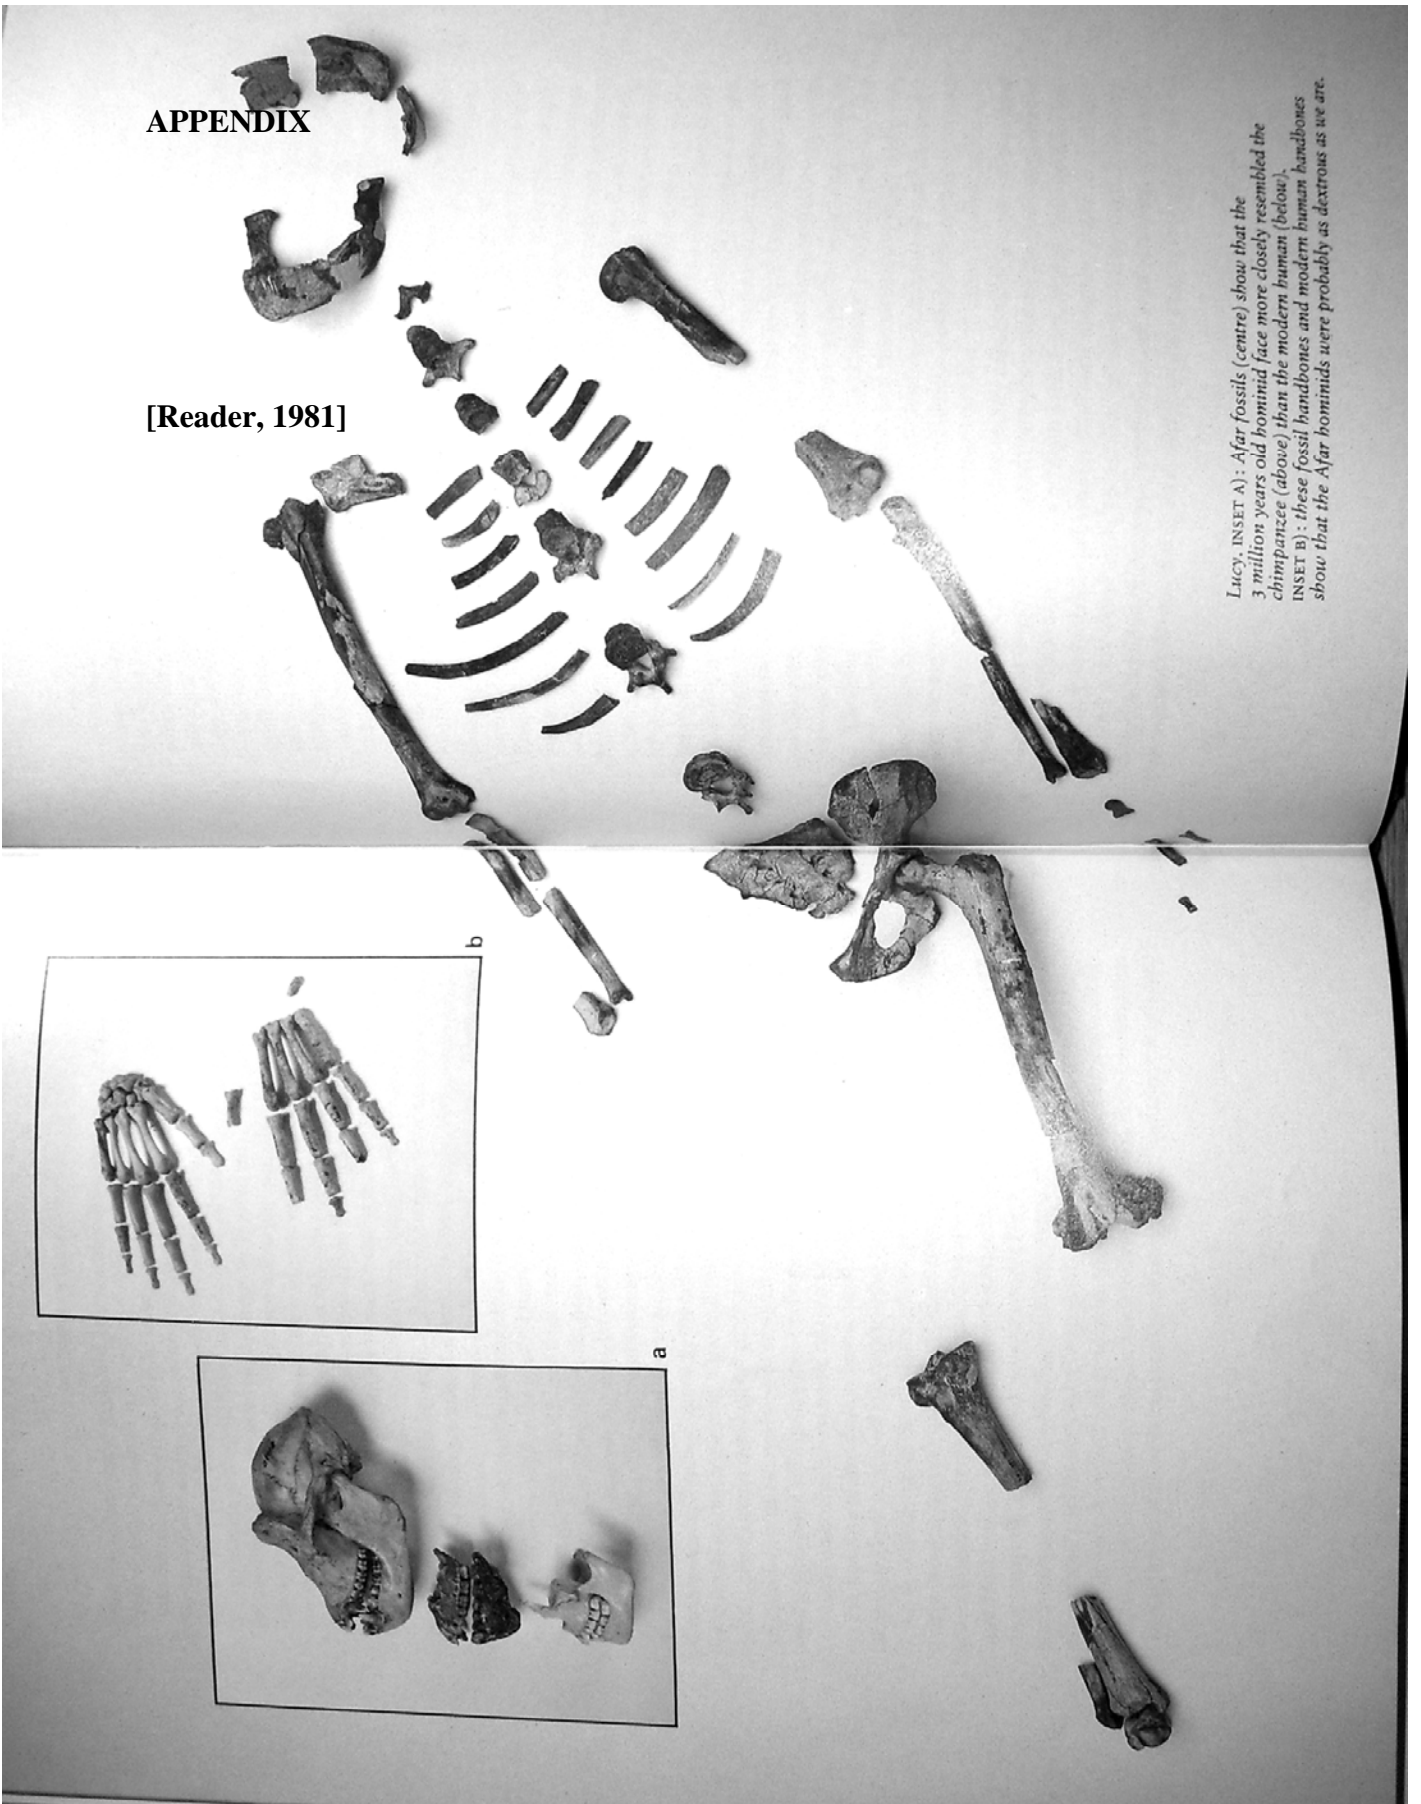 APPENDIX
[Reader, 1981]
LUCY. INSET A): Afar fossils (centre) show that the
3 million years old hominid face more closely resembled the
chimpanzee (above) than the modern human (below).
INSET B): these fossil handbones and modern human handbones
show that the Afar hominids were probably as dextrous as we are.
b
a